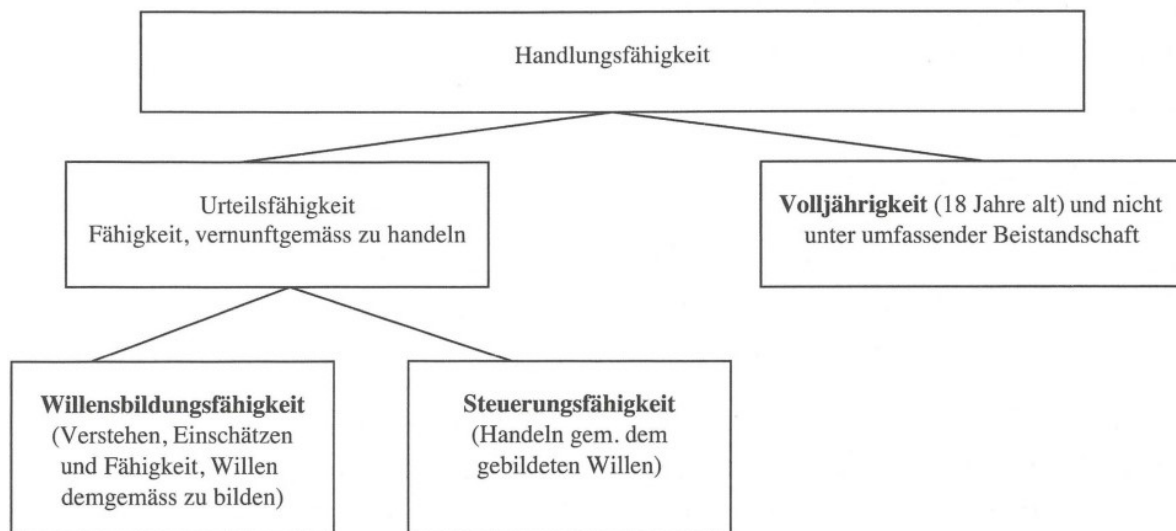 Handlungsfähigkeit
Urteilsfähigkeit
Fähigkeit, vernunftgemäss zu handeln
Volljährigkeit (18 Jahre alt) und nicht
unter umfassender Beistandschaft
Willensbildungsfähigkeit
(Verstehen, Einschätzen
und Fähigkeit, Willen
demgemäss zu bilden)
Steuerungsfähigkeit
(Handeln gem. dem
gebildeten Willen)